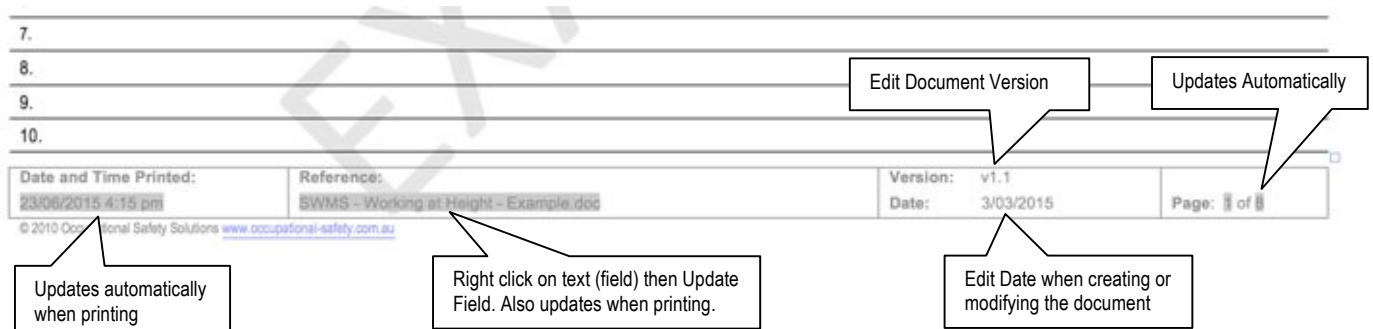 7.
8.
9.
10.
EX
Edit Document Version
Updates Automatically
Date and Time Printed:
23/06/2015 4:15 pm
Reference:
SWMS - Working at Height - Example.doc
Version: v1.1
Date: 3/03/2015
Page: 1 of 8
© 2010 Occupational Safety Solutions www.occupational-safety.com.au
Updates automatically
when printing
Right click on text (field) then Update
Field. Also updates when printing.
Edit Date when creating or
modifying the document